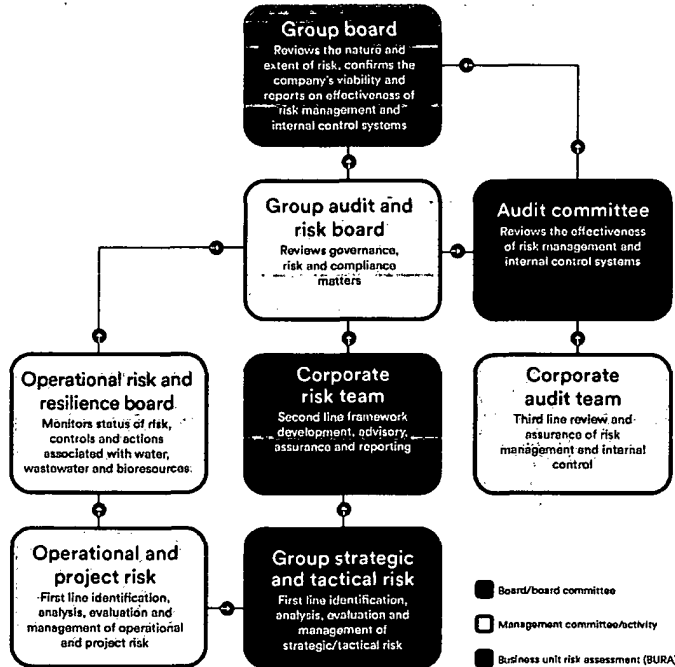 Group board
Reviews the nature and
extent of risk, confirms the
company's viability and
reports on effectiveness of
risk management and
internal control systems
Group audit and
risk board
Reviews governance,
risk and compliance
matters
Audit committee
Reviews the effectiveness
of risk management and
internal control systems
Operational risk and
resilience board
Monitors status of risk,
controls and actions
associated with water,
wastewater and bioresources.
Corporate
risk team
Second line framework
development, advisory,
assurance and reporting
Corporate
audit team
Third line review and
assurance of risk
management and internal
control
Operational and
project risk
First line identification,
analysis, evaluation and
management of operational
and project risk
Group strategic
and tactical risk
First line identification,
analysis, evaluation and
management of
strategic/tactical risk
Board/board committee
Management committee/activity
Business unit risk assessment (BURA)